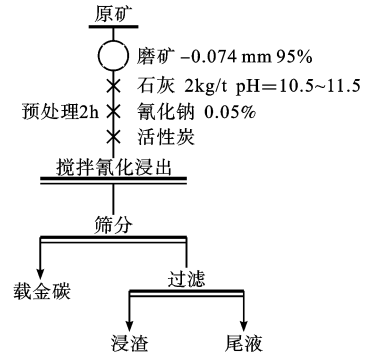 原矿
磨矿 -0.074 mm 95%
石灰 2kg/t pH=10.5~11.5
预处理2h 氰化钠 0.05%
活性炭
搅拌氰化浸出
筛分
载金碳
过滤
浸渣
尾液